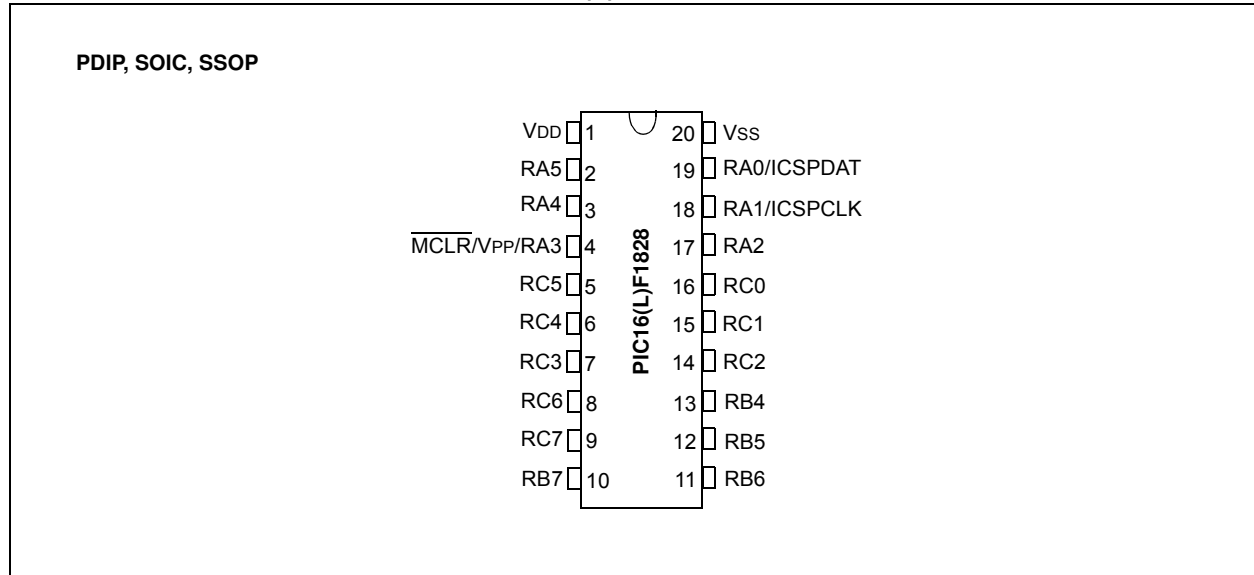 PDIP, SOIC, SSOP
VDD 1 20 VSS
RA5 2 19 RA0/ICSPDAT
RA4 3 18 RA1/ICSPCLK
MCLR/VPP/RA3 4 17 RA2
RC5 5 16 RC0
RC4 6 15 RC1
RC3 7 14 RC2
RC6 8 13 RB4
RC7 9 12 RB5
RB7 10 11 RB6
PIC16(L)F1828